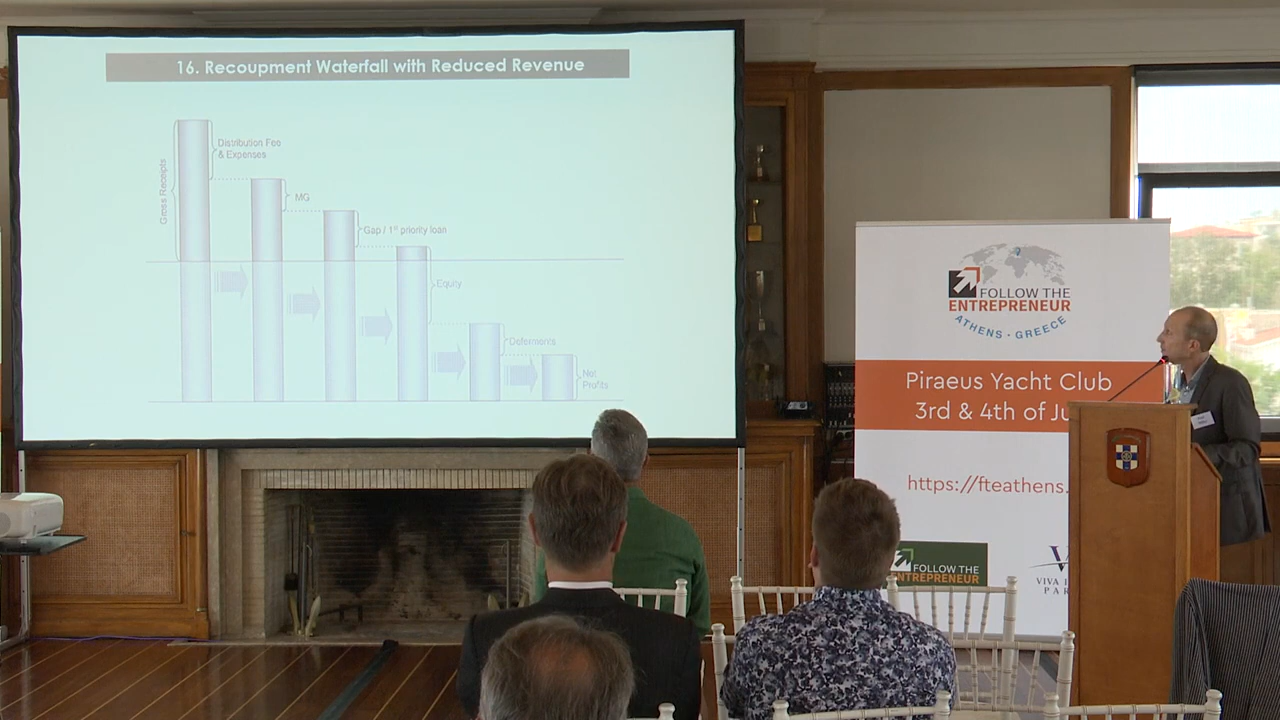 16. Recoupment Waterfall with Reduced Revenue
Gross Receipts
Distribution Fee
& Expenses
MG
Gap / 1st priority loan
Equity
Deferments
Net
Profits
FOLLOW THE
ENTREPRENEUR
ATHENS · GREECE
Piraeus Yacht Club
3rd & 4th of Ju
https://fteathens.
FOLLOW THE
ENTREPRENEUR